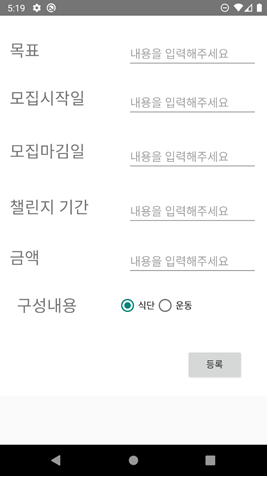 5:19
목표 내용을 입력해주세요
모집시작일 내용을 입력해주세요
모집마김일 내용을 입력해주세요
챌린지 기간 내용을 입력해주세요
금액 내용을 입력해주세요
구성내용 식단 운동
등록